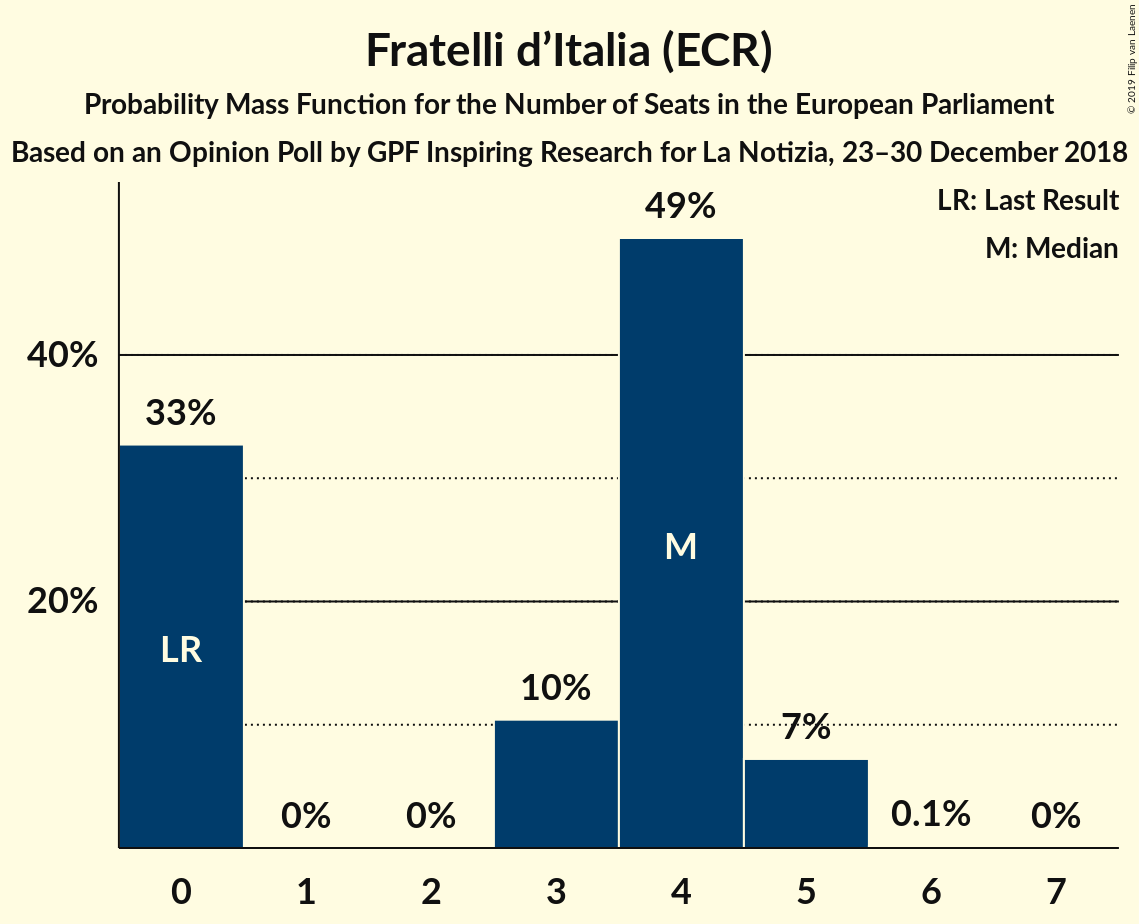 Fratelli d’Italia (ECR)
Probability Mass Function for the Number of Seats in the European Parliament
Based on an Opinion Poll by GPF Inspiring Research for La Notizia, 23–30 December 2018
© 2019 Filip van Laenen
LR: Last Result
M: Median
49%
40%
33%
M
20%
LR
10%
7%
0%
0%
0.1%
0%
0
1
2
3
4
5
6
7